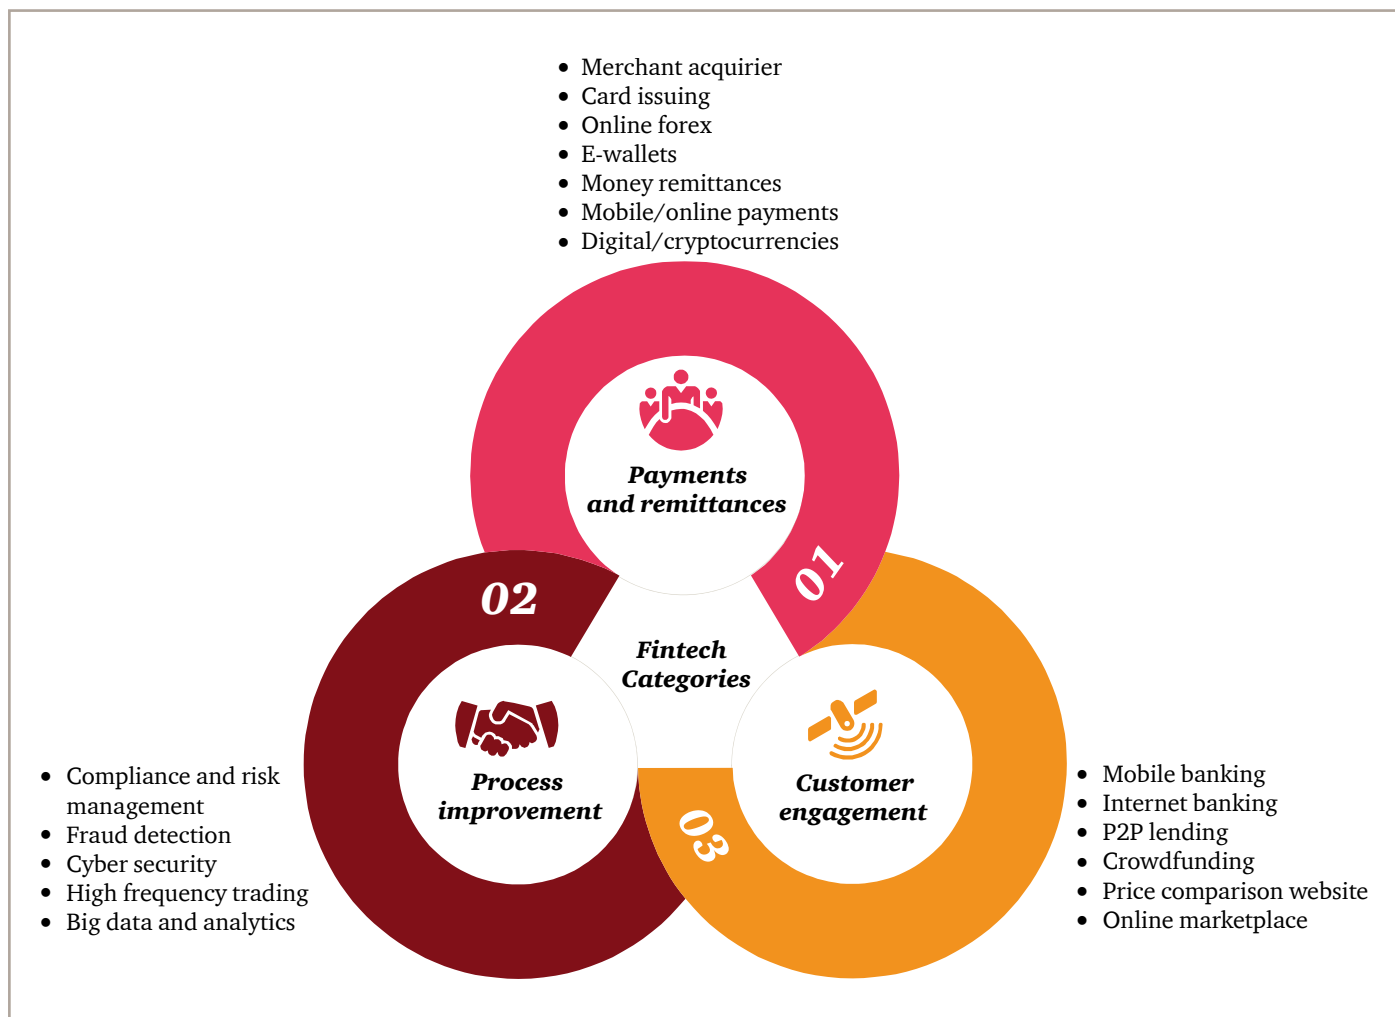 • Merchant acquirier
• Card issuing
• Online forex
• E-wallets
• Money remittances
• Mobile/online payments
• Digital/cryptocurrencies
Payments
and remittances
01
02
Fintech
Categories
Process
improvement
Customer
engagement
03
• Compliance and risk
management
• Fraud detection
• Cyber security
• High frequency trading
• Big data and analytics
• Mobile banking
• Internet banking
• P2P lending
• Crowdfunding
• Price comparison website
• Online marketplace